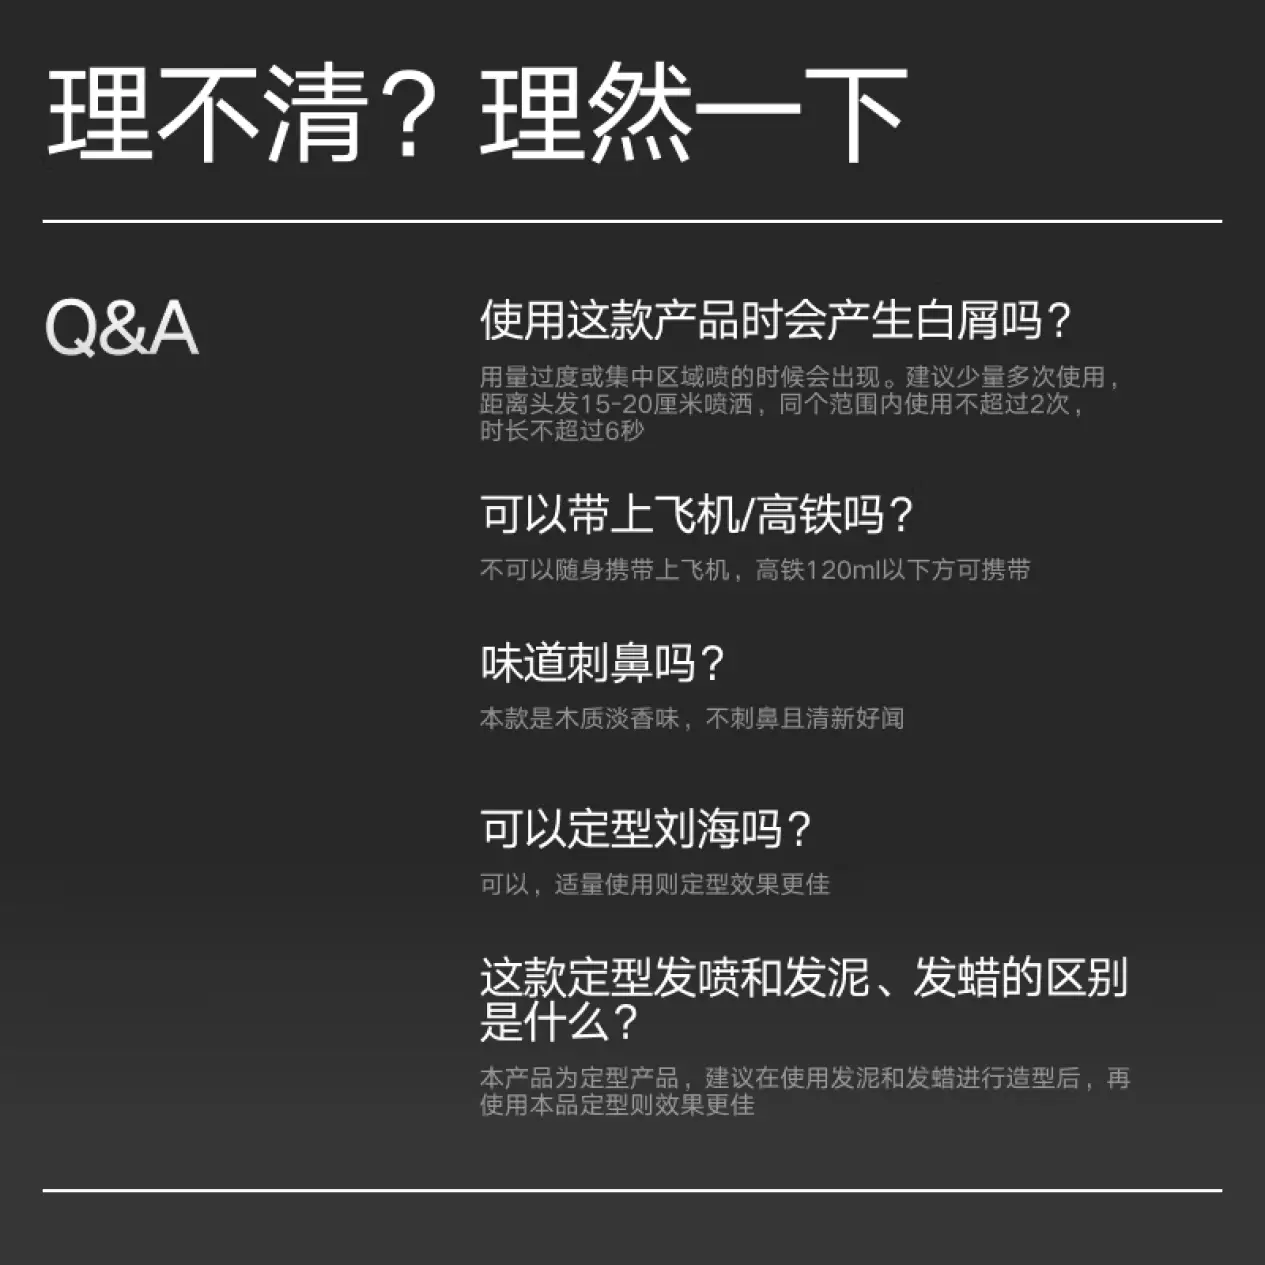 理不清？理然一下
Q&A
使用这款产品时会产生白屑吗？
用量过度或集中区域喷的时候会出现。建议少量多次使用，
距离头发15-20厘米喷洒，同个范围内使用不超过2次，
时长不超过6秒
可以带上飞机/高铁吗？
不可以随身携带上飞机，高铁120ml以下方可携带
味道刺鼻吗？
本款是木质淡香味，不刺鼻且清新好闻
可以定型刘海吗？
可以，适量使用则定型效果更佳
这款定型发喷和发泥、发蜡的区别
是什么？
本产品为定型产品，建议在使用发泥和发蜡进行造型后，再
使用本品定型则效果更佳